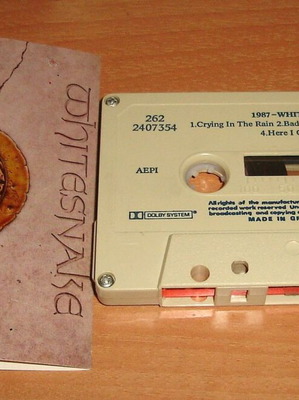 WHITESNAKE
262
2407354
AEPI
DOLBY SYSTEM
1987-WHIT
1.Crying In The Rain 2.Bad
4.Here I G
All rights of the manufactur
recorded work reserved Un
broadcasting and copying
MADE IN G